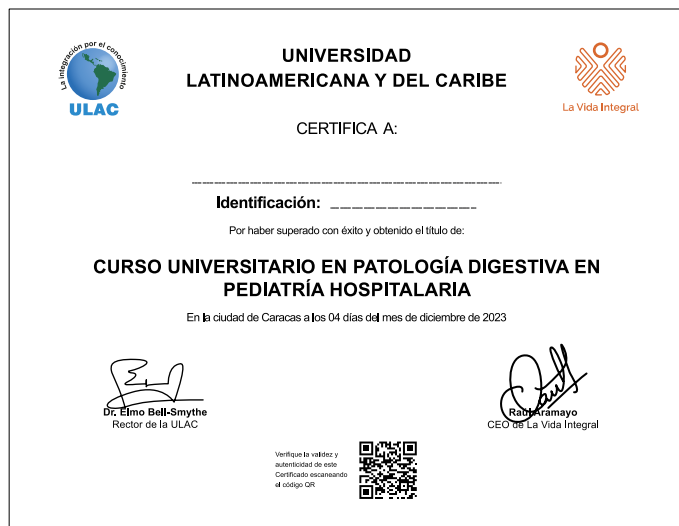 La integración por el conocimiento
ULAC
UNIVERSIDAD
LATINOAMERICANA Y DEL CARIBE
La Vida Integral
CERTIFICA A:
Identificación:
Por haber superado con éxito y obtenido el título de:
CURSO UNIVERSITARIO EN PATOLOGÍA DIGESTIVA EN
PEDIATRÍA HOSPITALARIA
En la ciudad de Caracas a los 04 días del mes de diciembre de 2023
Dr. Elmo Bell-Smythe
Rector de la ULAC
Raúl Aramayo
CEO de La Vida Integral
Verifique la validez y
autenticidad de este
Certificado escaneando
el código QR